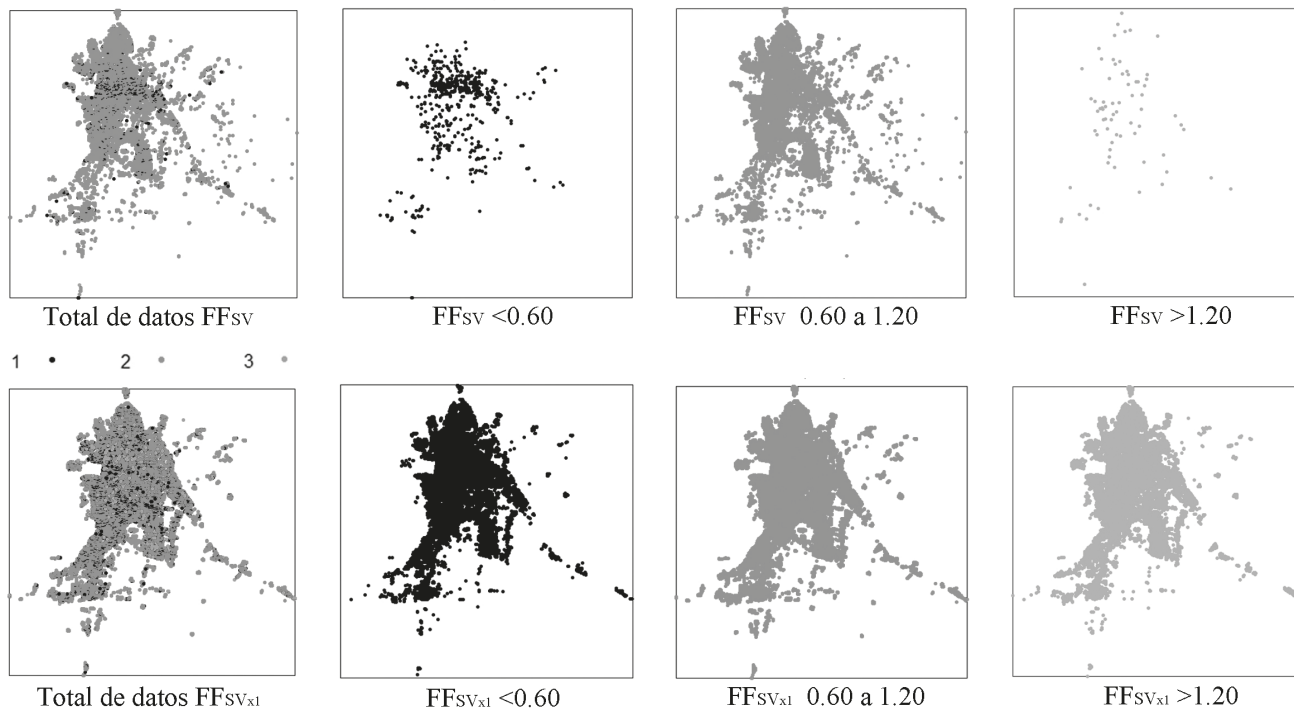 Total de datos FFSV
FFSV <0.60
FFSV 0.60 a 1.20
FFSV >1.20
1 2 3
Total de datos FFSVx1
FFSVx1 <0.60
FFSVx1 0.60 a 1.20
FFSVx1 >1.20